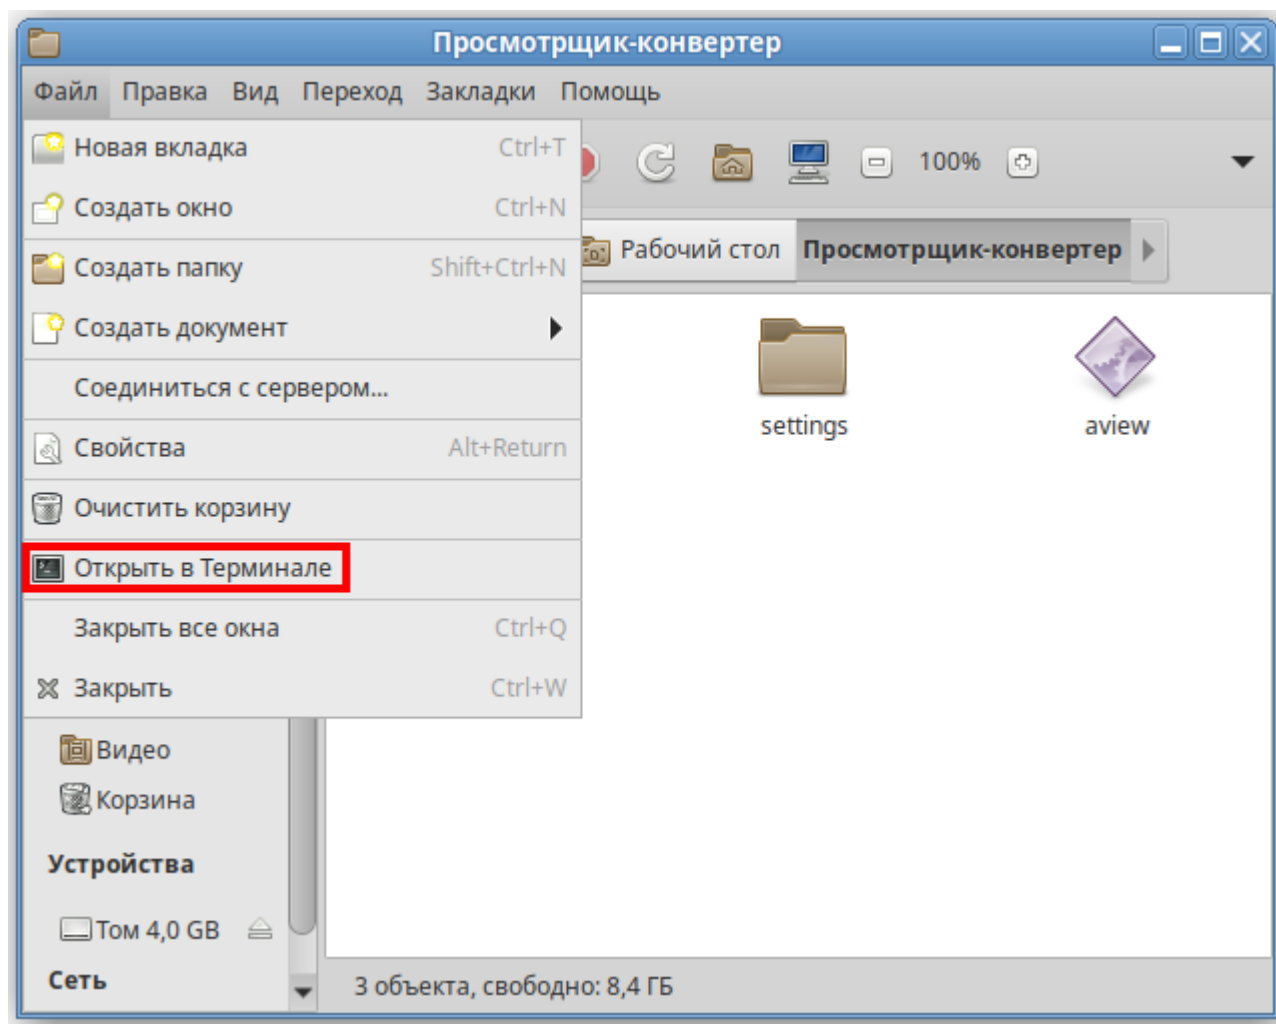 Просмотрщик-конвертер
Файл Правка Вид Переход Закладки Помощь
Новая вкладка Ctrl+T
100%
Создать окно Ctrl+N
Рабочий стол Просмотрщик-конвертер
Создать папку Shift+Ctrl+N
Создать документ
Соединиться с сервером...
settings aview
Свойства Alt+Return
Очистить корзину
Открыть в Терминале
Закрыть все окна Ctrl+Q
Закрыть Ctrl+W
Видео
Корзина
Устройства
Том 4,0 GB
Сеть
3 объекта, свободно: 8,4 ГБ